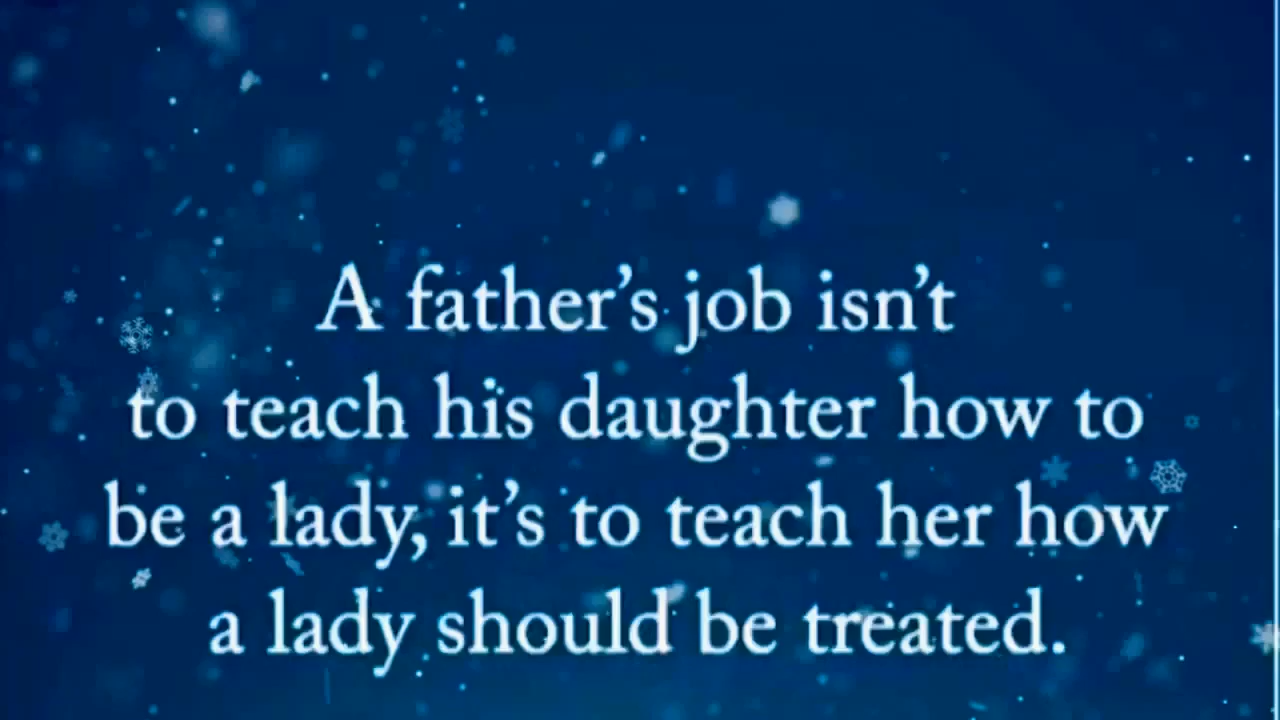 A father’s job isn’t
to teach his daughter how to
be a lady, it’s to teach her how
a lady should be treated.